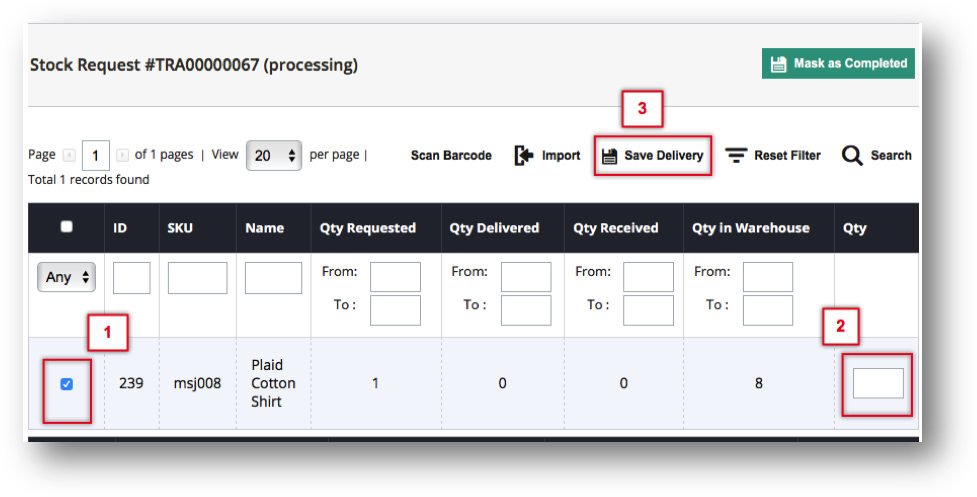 Stock Request #TRA00000067 (processing)
Mask as Completed
3
Page 1 of 1 pages | View 20 per page | Scan Barcode Import Save Delivery Reset Filter Search
Total 1 records found
ID SKU Name Qty Requested Qty Delivered Qty Received Qty in Warehouse Qty
Any From: From: From: From:
To : To : To : To :
1 2
239 msj008 Plaid Cotton Shirt 1 0 0 8